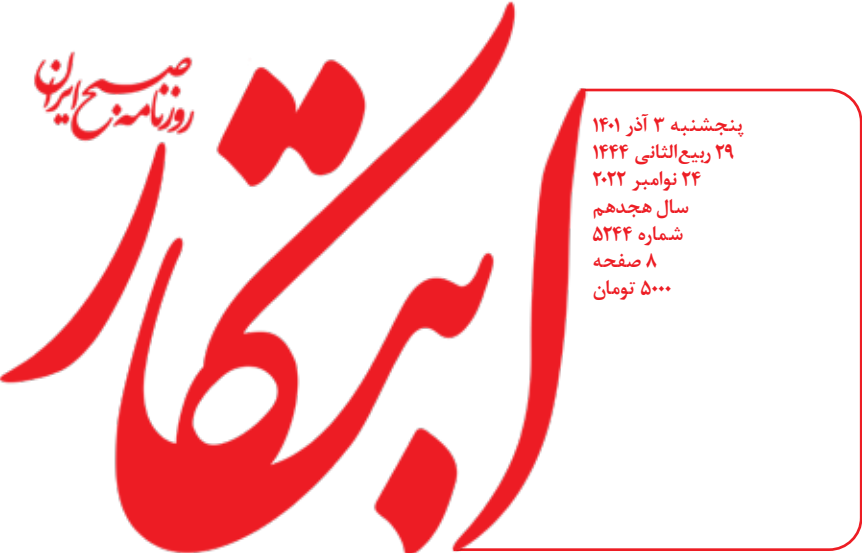 ابتکار
روزنامه صبح ایران
پنجشنبه ۳ آذر ۱۴۰۱
۲۹ ربیع‌الثانی ۱۴۴۴
۲۴ نوامبر ۲۰۲۲
سال هجدهم
شماره ۵۲۴۴
۸ صفحه
۵۰۰۰ تومان